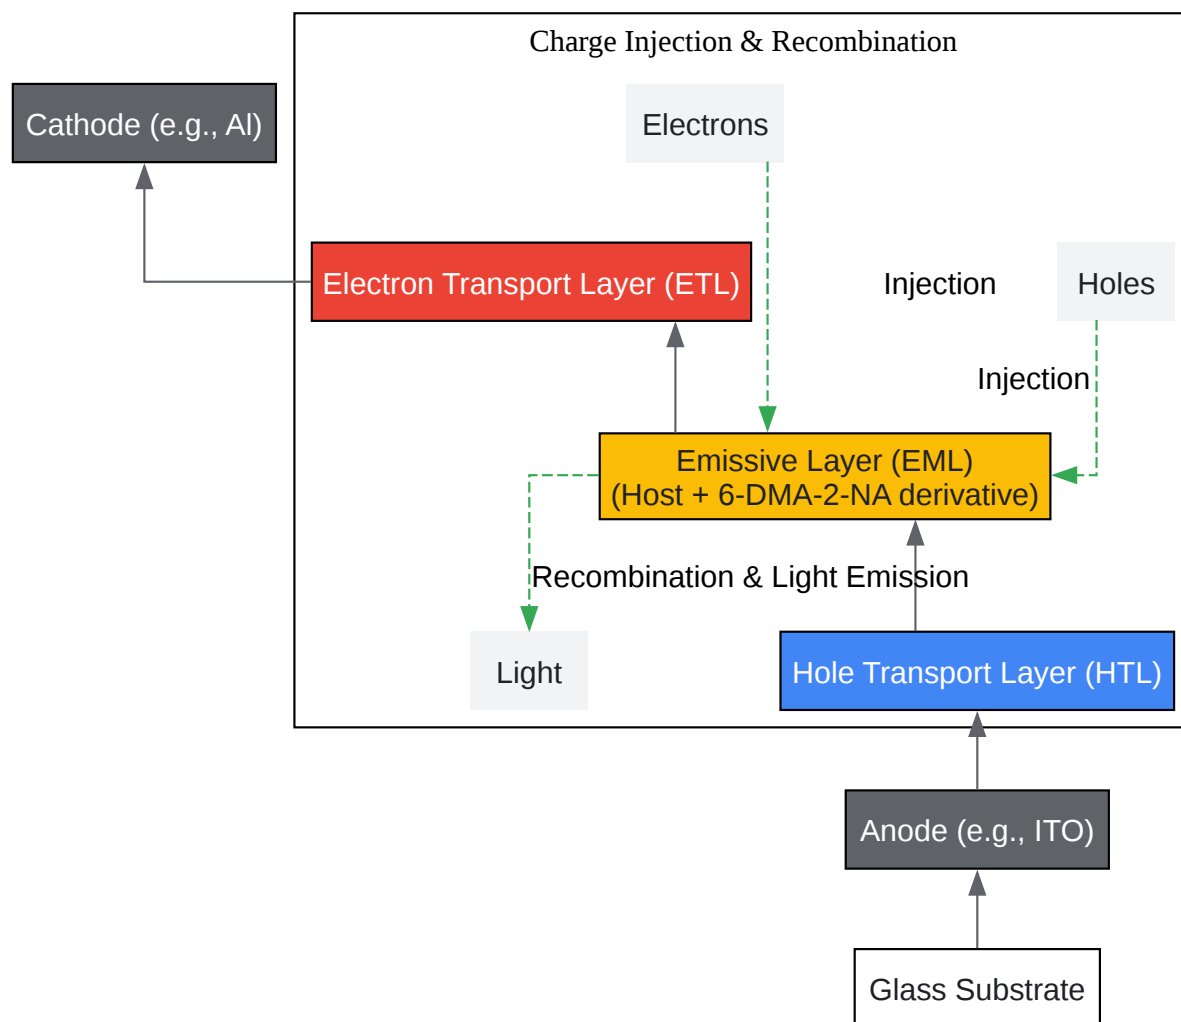 Charge Injection & Recombination
Cathode (e.g., Al)
Electrons
Electron Transport Layer (ETL)
Injection
Holes
Injection
Emissive Layer (EML)
(Host + 6-DMA-2-NA derivative)
Recombination & Light Emission
Light
Hole Transport Layer (HTL)
Anode (e.g., ITO)
Glass Substrate